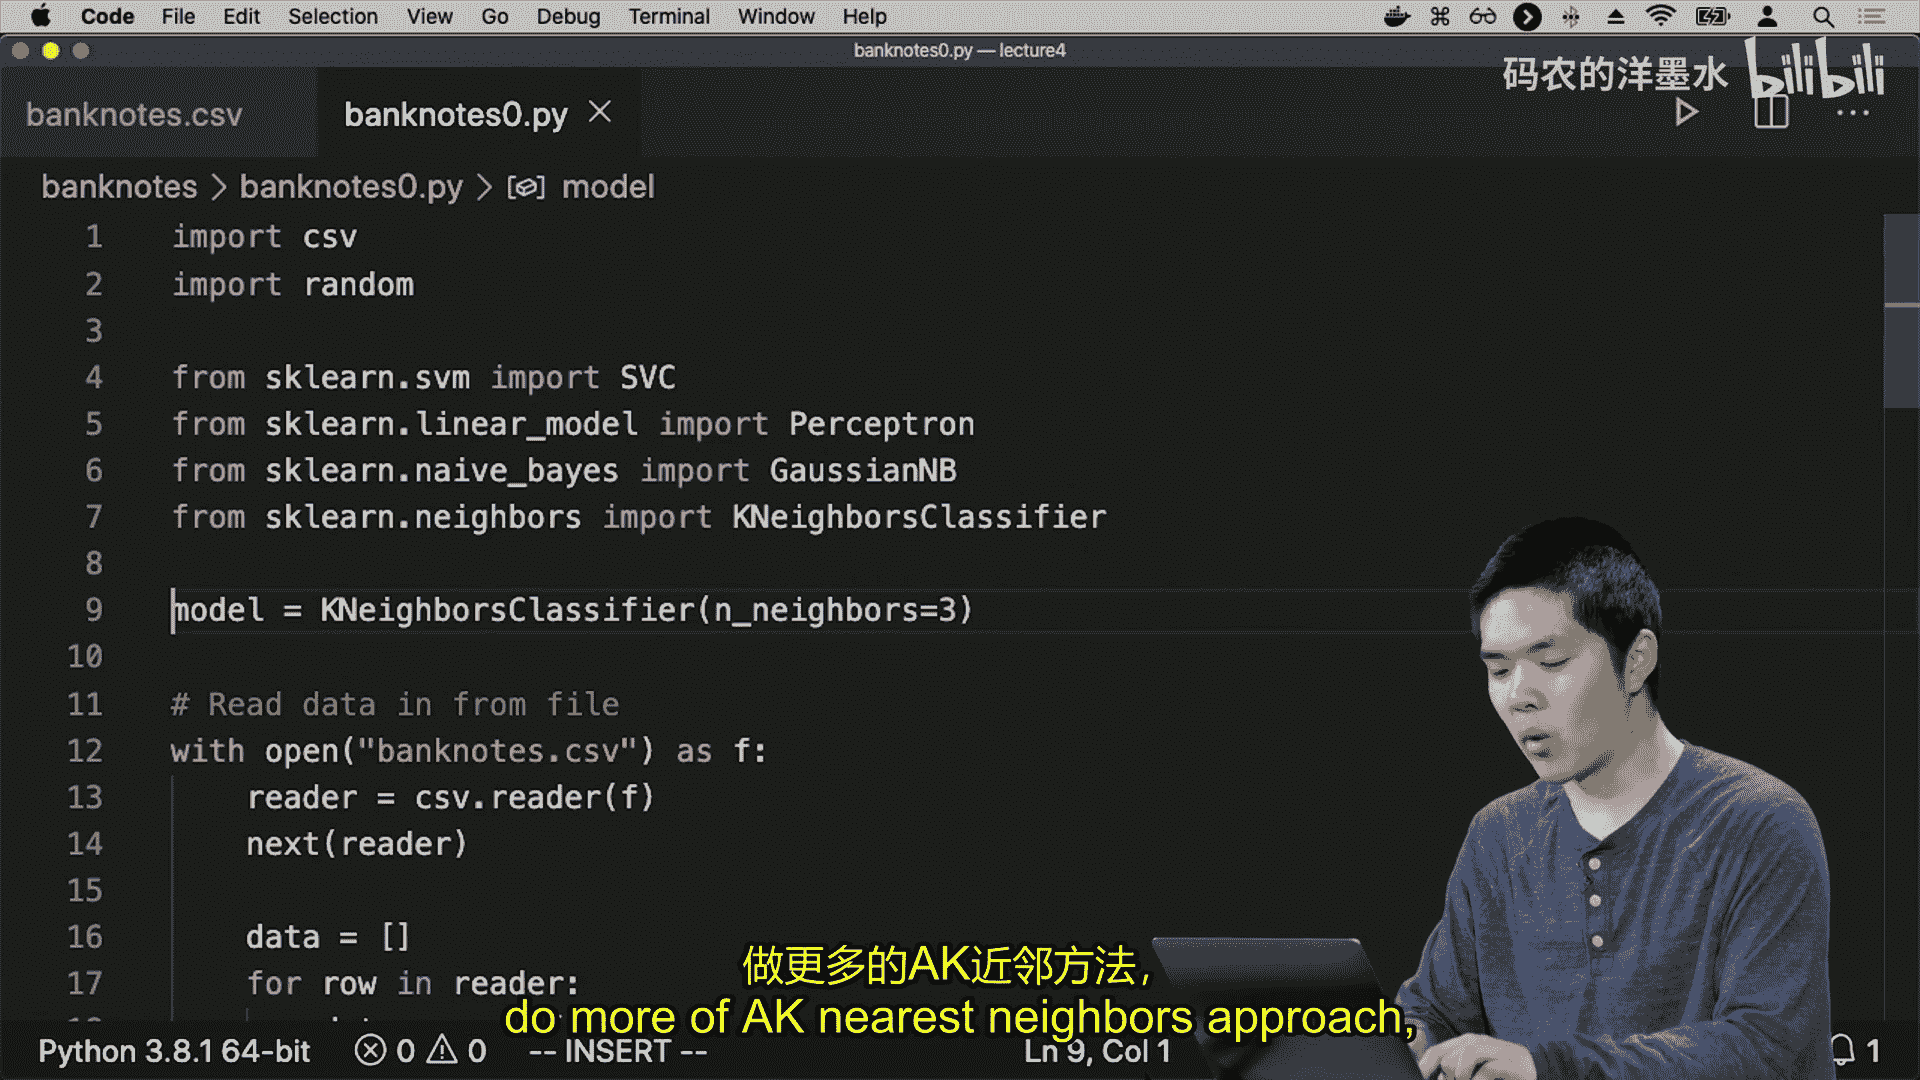 Code File Edit Selection View Go Debug Terminal Window Help
banknotes0.py — lecture4
码农的洋墨水 bilibili
banknotes.csv banknotes0.py
banknotes > banknotes0.py > model
1 import csv
2 import random
3
4 from sklearn.svm import SVC
5 from sklearn.linear_model import Perceptron
6 from sklearn.naive_bayes import GaussianNB
7 from sklearn.neighbors import KNeighborsClassifier
8
9 model = KNeighborsClassifier(n_neighbors=3)
10
11 # Read data in from file
12 with open("banknotes.csv") as f:
13 reader = csv.reader(f)
14 next(reader)
15
16 data = []
17 for row in reader:
做更多的AK近邻方法,
do more of AK nearest neighbors approach,
Python 3.8.1 64-bit 0 0 -- INSERT -- Ln 9, Col 1 1